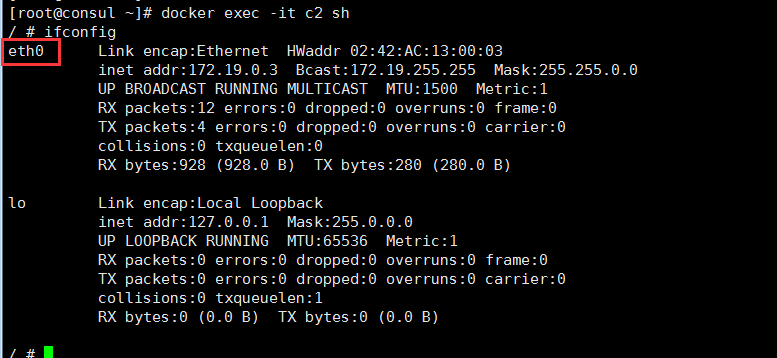 [root@consul ~]# docker exec -it c2 sh
/ # ifconfig
eth0      Link encap:Ethernet  HWaddr 02:42:AC:13:00:03
          inet addr:172.19.0.3  Bcast:172.19.255.255  Mask:255.255.0.0
          UP BROADCAST RUNNING MULTICAST  MTU:1500  Metric:1
          RX packets:12 errors:0 dropped:0 overruns:0 frame:0
          TX packets:4 errors:0 dropped:0 overruns:0 carrier:0
          collisions:0 txqueuelen:0
          RX bytes:928 (928.0 B)  TX bytes:280 (280.0 B)

lo        Link encap:Local Loopback
          inet addr:127.0.0.1  Mask:255.0.0.0
          UP LOOPBACK RUNNING  MTU:65536  Metric:1
          RX packets:0 errors:0 dropped:0 overruns:0 frame:0
          TX packets:0 errors:0 dropped:0 overruns:0 carrier:0
          collisions:0 txqueuelen:1
          RX bytes:0 (0.0 B)  TX bytes:0 (0.0 B)

/ #